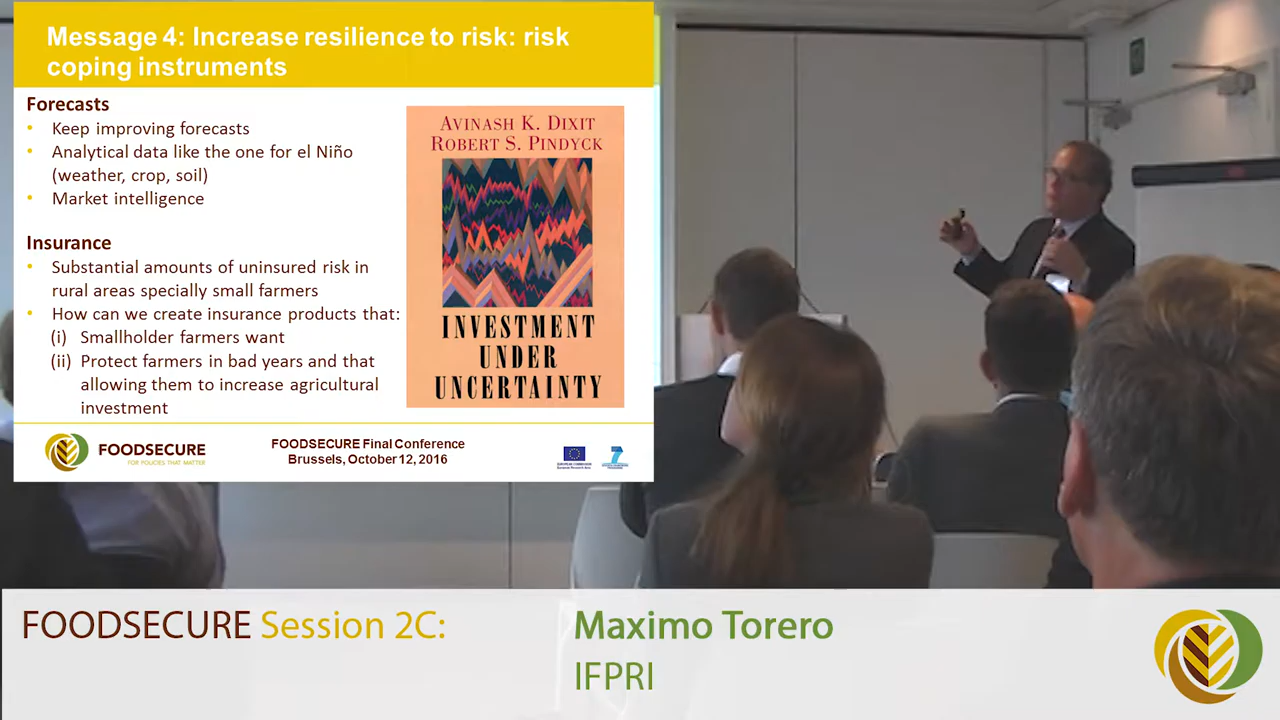 Message 4: Increase resilience to risk: risk
coping instruments
Forecasts
• Keep improving forecasts
• Analytical data like the one for el Niño
(weather, crop, soil)
• Market intelligence
Insurance
• Substantial amounts of uninsured risk in
rural areas specially small farmers
• How can we create insurance products that:
(i) Smallholder farmers want
(ii) Protect farmers in bad years and that
allowing them to increase agricultural
investment
AVINASH K. DIXIT
ROBERT S. PINDYCK
INVESTMENT
UNDER
UNCERTAINTY
FOODSECURE
FOR POLICIES THAT MATTER
FOODSECURE Final Conference
Brussels, October 12, 2016
FOODSECURE Session 2C:
Maximo Torero
IFPRI